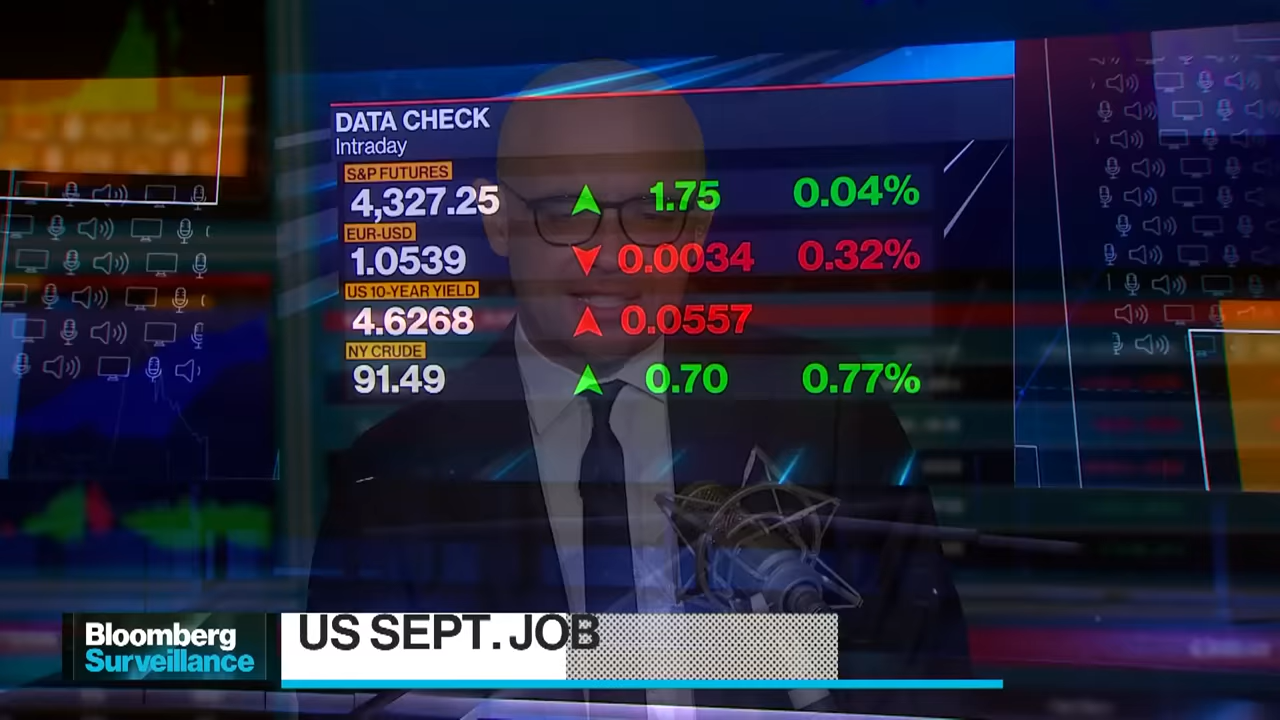 DATA CHECK
Intraday
S&P FUTURES
4,327.25 1.75 0.04%
EUR-USD
1.0539 0.0034 0.32%
US 10-YEAR YIELD
4.6268 0.0557
NY CRUDE
91.49 0.70 0.77%
Bloomberg
Surveillance
US SEPT. JOB